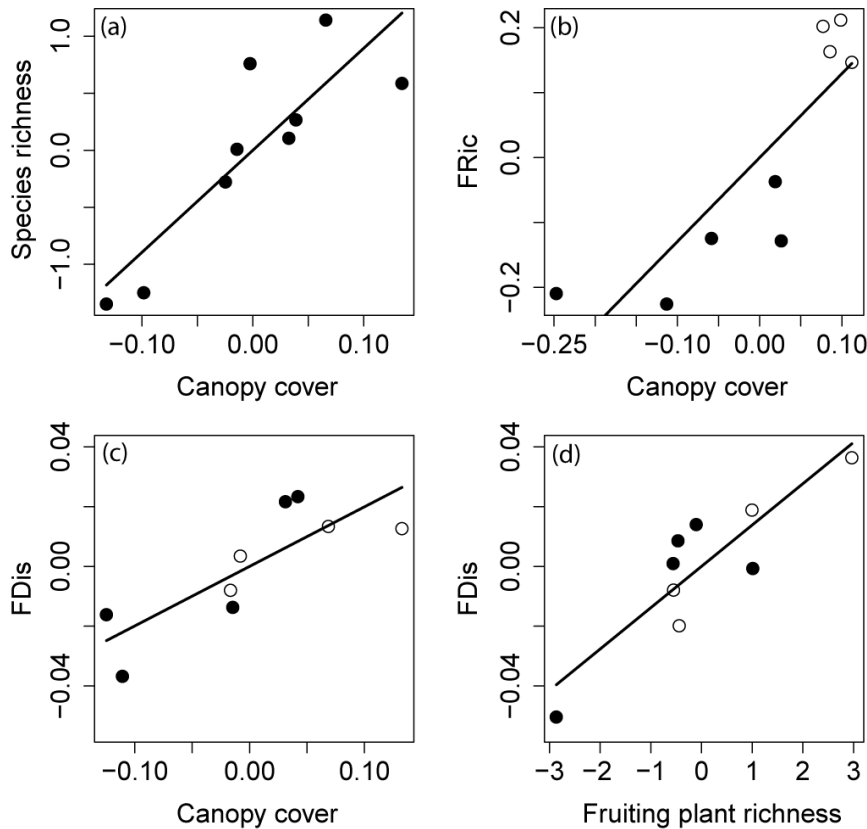 (a)
Species richness
1.0
0.0
−1.0
−0.10
0.00
0.10
Canopy cover
(b)
FRic
0.2
0.0
−0.2
−0.25
−0.10
0.00
0.10
Canopy cover
(c)
FDis
0.04
0.00
−0.04
−0.10
0.00
0.10
Canopy cover
(d)
FDis
0.04
0.00
−0.04
−3
−2
−1
0
1
2
3
Fruiting plant richness